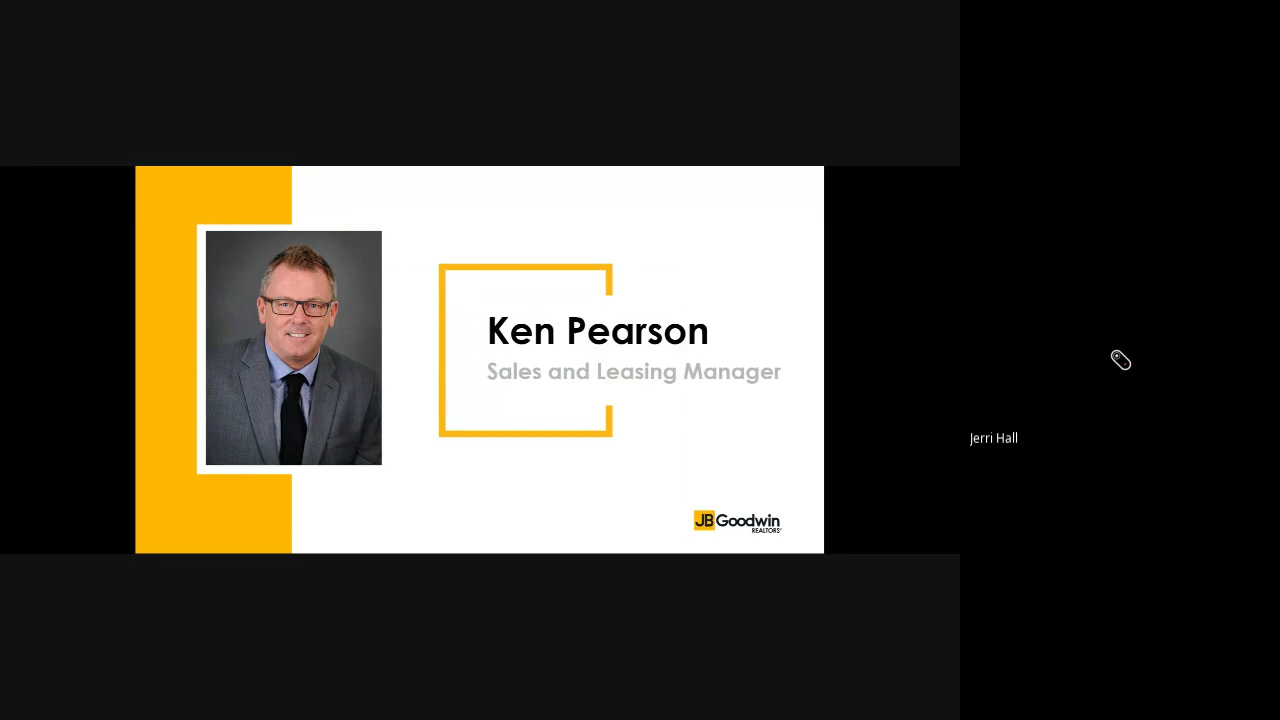 Ken Pearson
Sales and Leasing Manager
JB Goodwin
REALTORS®
Jerri Hall